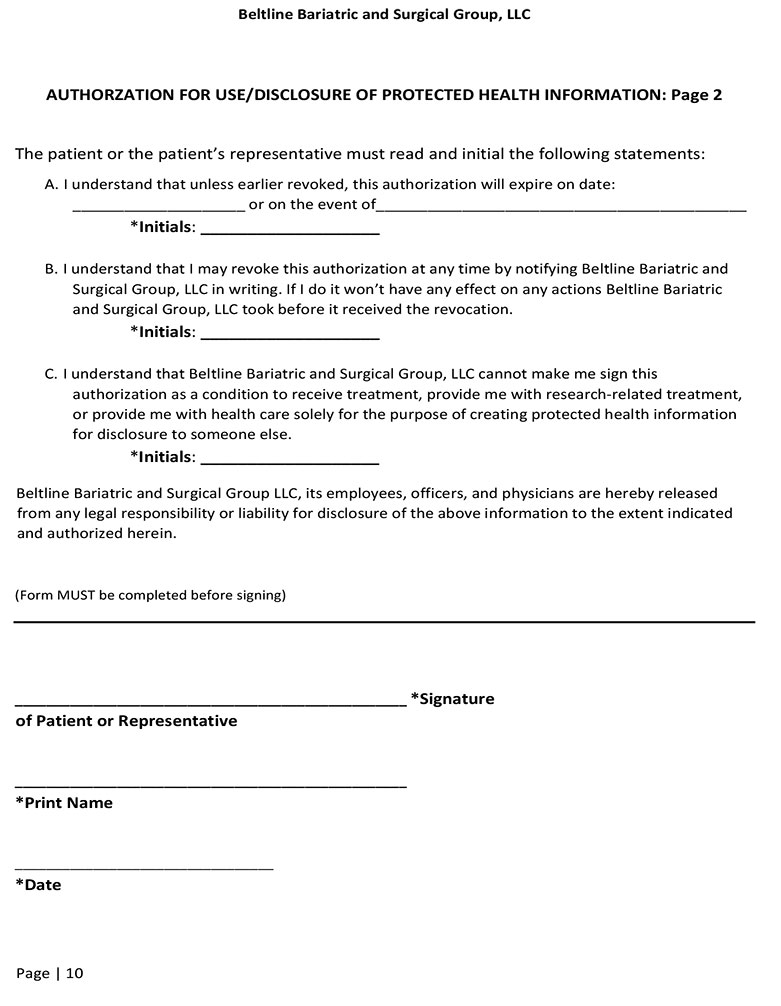 Beltline Bariatric and Surgical Group, LLC
AUTHORZATION FOR USE/DISCLOSURE OF PROTECTED HEALTH INFORMATION: Page 2
The patient or the patient’s representative must read and initial the following statements:
A. I understand that unless earlier revoked, this authorization will expire on date:
______________________ or on the event of_______________________________________________
*Initials: ______________________
B. I understand that I may revoke this authorization at any time by notifying Beltline Bariatric and
Surgical Group, LLC in writing. If I do it won’t have any effect on any actions Beltline Bariatric
and Surgical Group, LLC took before it received the revocation.
*Initials: ______________________
C. I understand that Beltline Bariatric and Surgical Group, LLC cannot make me sign this
authorization as a condition to receive treatment, provide me with research-related treatment,
or provide me with health care solely for the purpose of creating protected health information
for disclosure to someone else.
*Initials: ______________________
Beltline Bariatric and Surgical Group LLC, its employees, officers, and physicians are hereby released
from any legal responsibility or liability for disclosure of the above information to the extent indicated
and authorized herein.
(Form MUST be completed before signing)
__________________________________________________ *Signature
of Patient or Representative
__________________________________________________
*Print Name
_________________________________
*Date
Page | 10